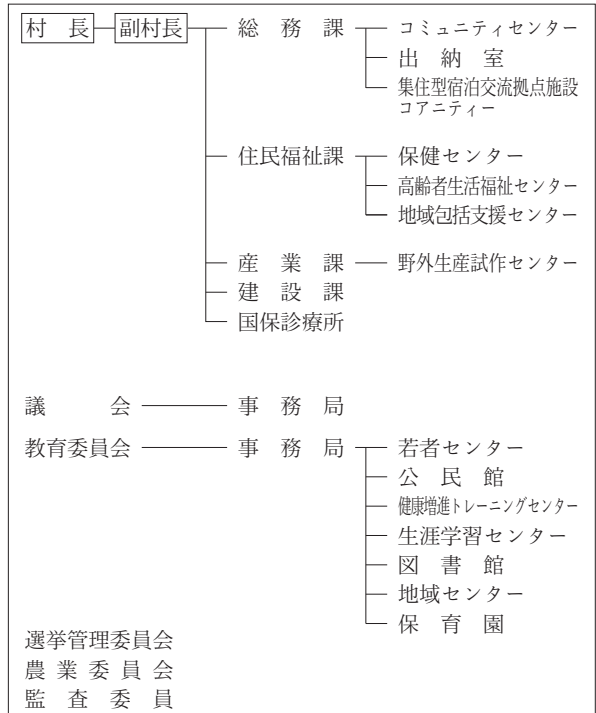 村長 副村長 総務課 コミュニティセンター
出納室
集住型宿泊交流拠点施設
コアニティー
住民福祉課 保健センター
高齢者生活福祉センター
地域包括支援センター
産業課 野外生産試作センター
建設課
国保診療所
議会 事務局
教育委員会 事務局 若者センター
公民館
健康増進トレーニングセンター
生涯学習センター
図書館
地域センター
保育園
選挙管理委員会
農業委員会
監査委員